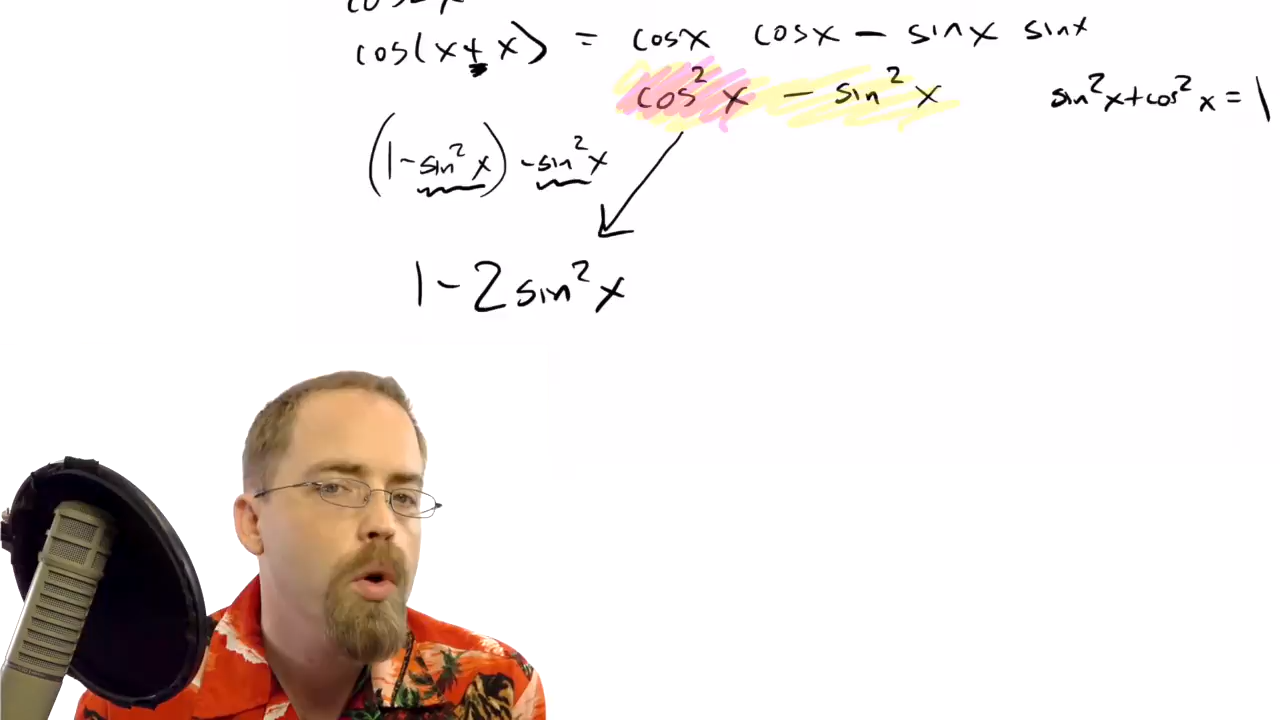 cos(x+x) = cosx cosx - sinx sinx
cos²x - sin²x
sin²x+cos²x=1
(1-sin²x) -sin²x
1-2sin²x